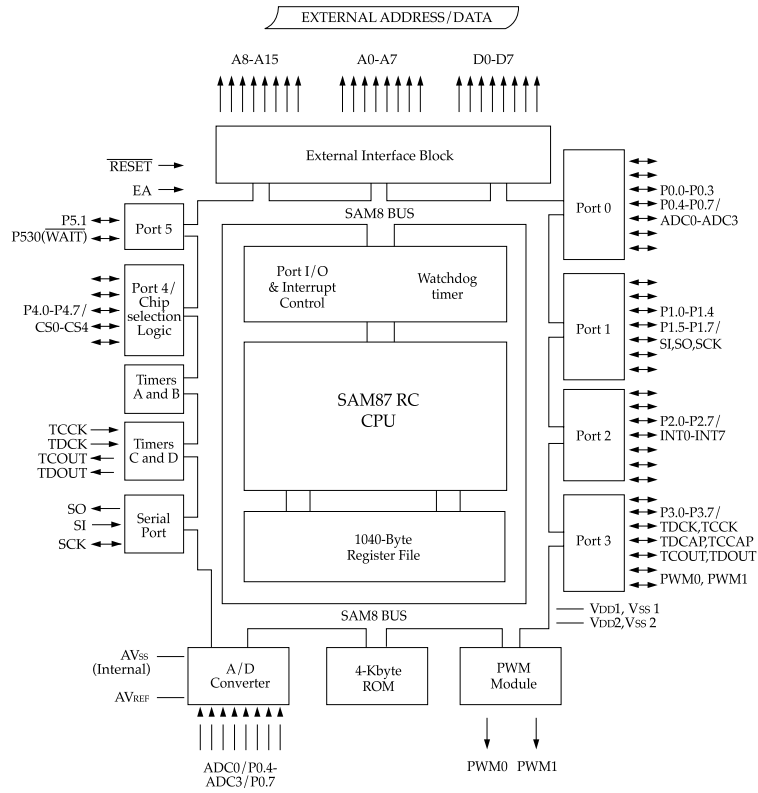 EXTERNAL ADDRESS/DATA
A8-A15
A0-A7
D0-D7
External Interface Block
RESET
EA
P5.1
P530(WAIT)
Port 5
SAM8 BUS
Port 0
P0.0-P0.3
P0.4-P0.7/
ADC0-ADC3
Port I/O
& Interrupt
Control
Watchdog
timer
P4.0-P4.7/
CS0-CS4
Port 4/
Chip
selection
Logic
Port 1
P1.0-P1.4
P1.5-P1.7/
SI,SO,SCK
Timers
A and B
SAM87 RC
CPU
TCCK
TDCK
TCOUT
TDOUT
Timers
C and D
Port 2
P2.0-P2.7/
INT0-INT7
SO
SI
SCK
Serial
Port
1040-Byte
Register File
Port 3
P3.0-P3.7/
TDCK,TCCK
TDCAP,TCCAP
TCOUT,TDOUT
PWM0, PWM1
SAM8 BUS
VDD1, VSS 1
VDD2,VSS 2
AVSS
(Internal)
AVREF
A/D
Converter
4-Kbyte
ROM
PWM
Module
ADC0/P0.4-
ADC3/P0.7
PWM0
PWM1